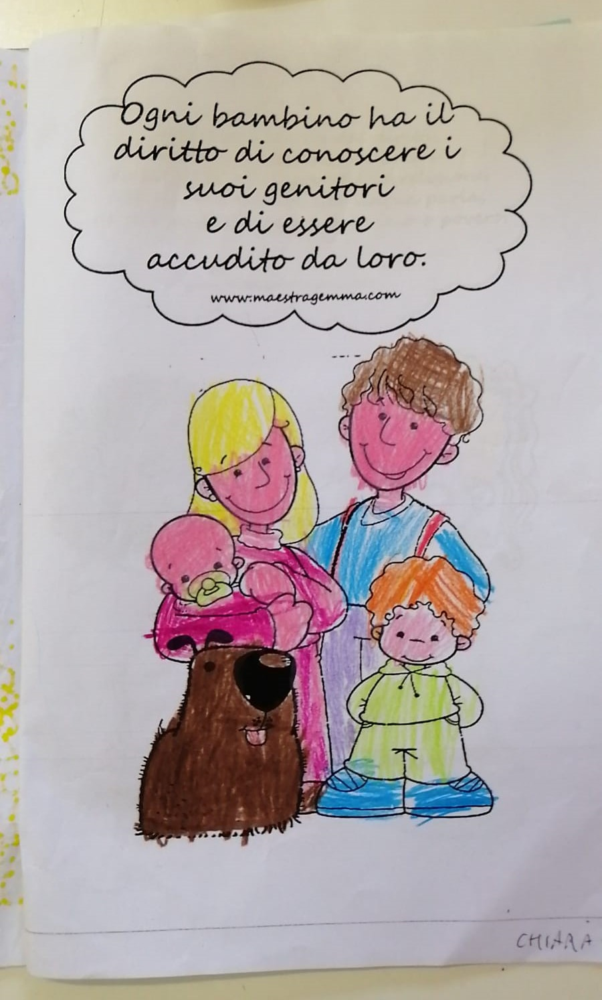 Ogni bambino ha il
diritto di conoscere i
suoi genitori
e di essere
accudito da loro.
www.maestragemma.com
CHIARA